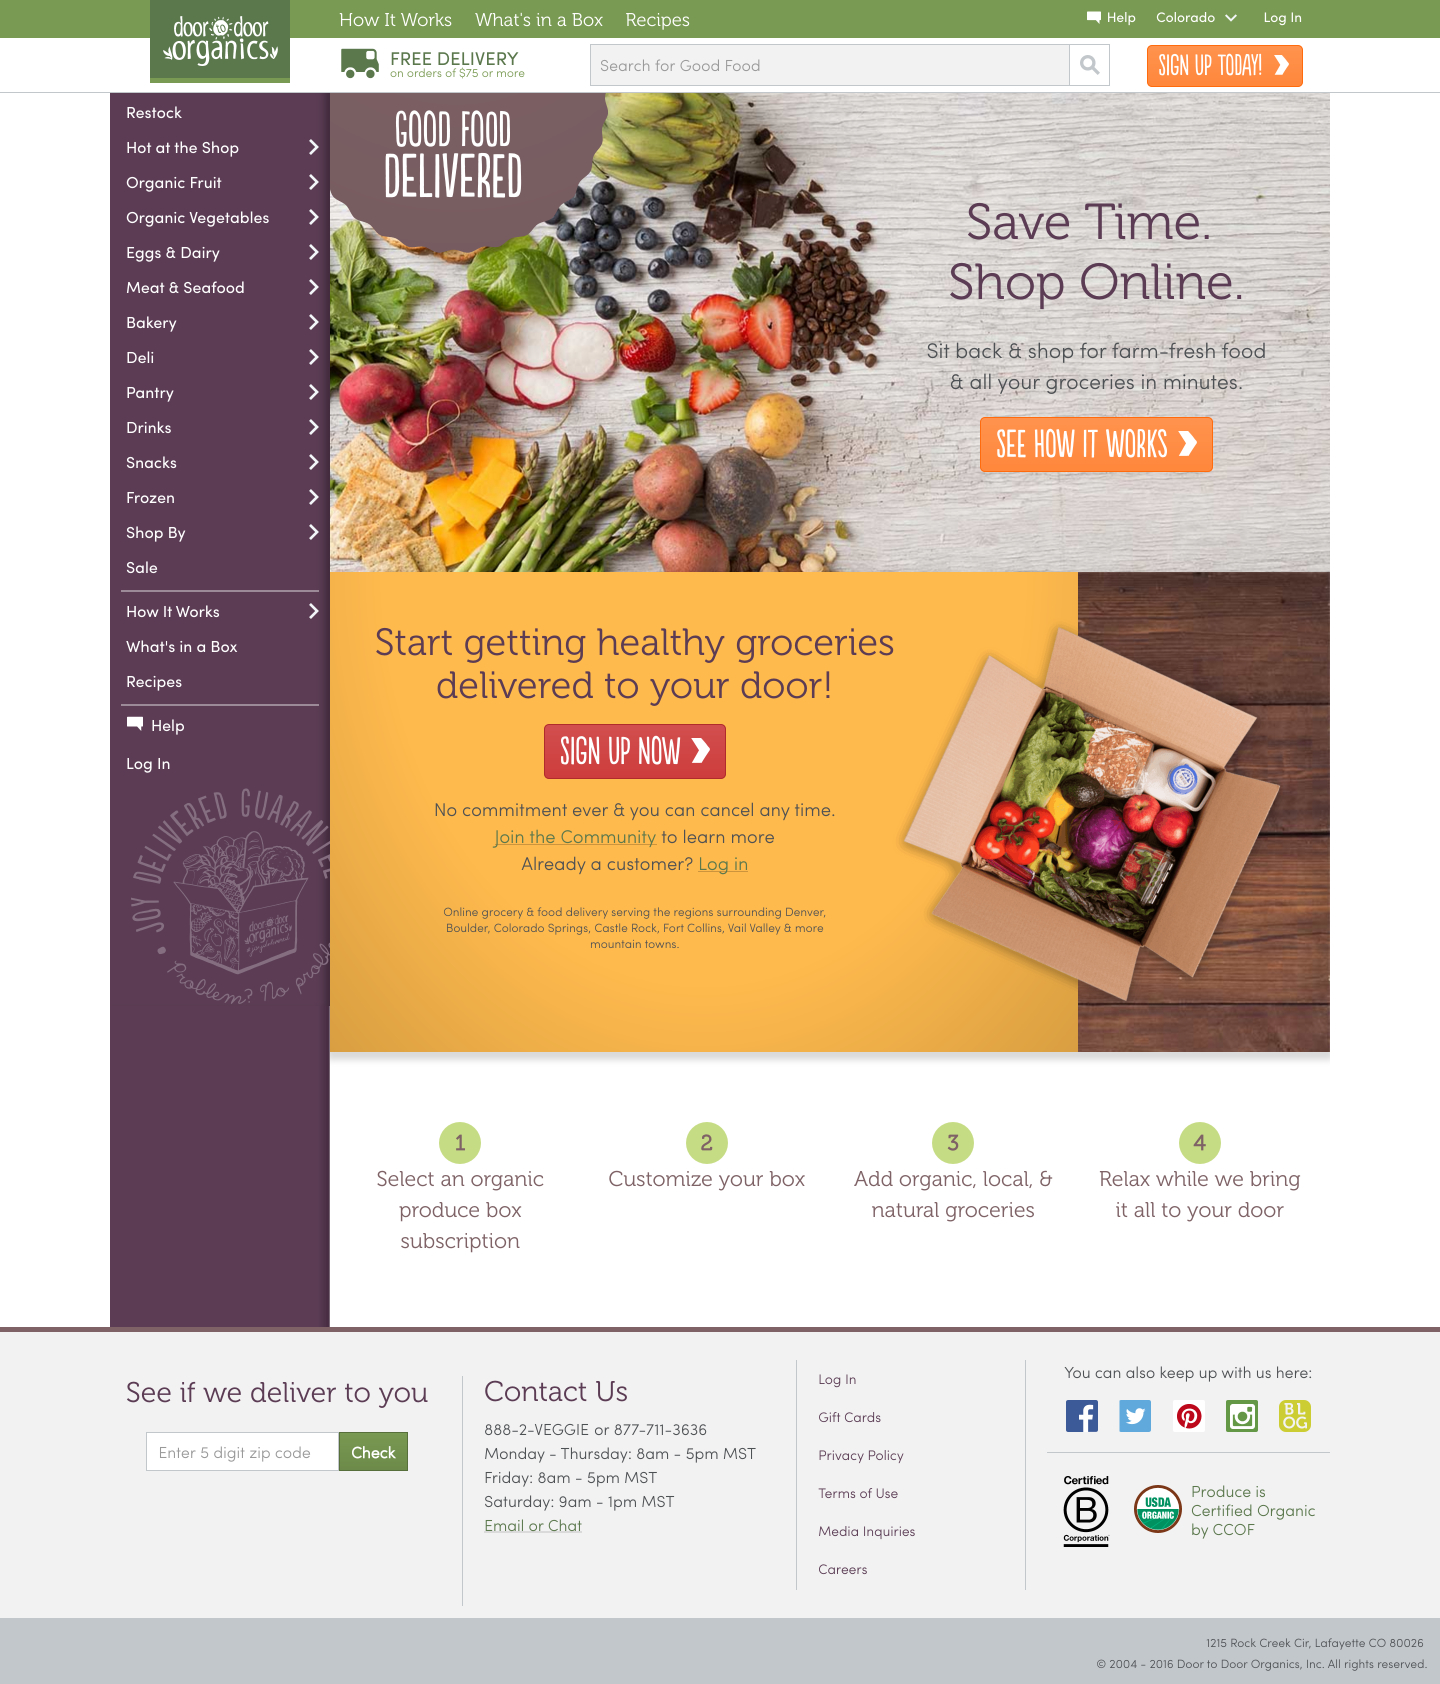 door to door
organics
How It Works
What's in a Box
Recipes
Help
Colorado
Log In
FREE DELIVERY
on orders of $75 or more
Search for Good Food
SIGN UP TODAY!
Restock
Hot at the Shop
Organic Fruit
Organic Vegetables
Eggs & Dairy
Meat & Seafood
Bakery
Deli
Pantry
Drinks
Snacks
Frozen
Shop By
Sale
How It Works
What's in a Box
Recipes
Help
Log In
JOY DELIVERED GUARANTE
door to door
organics
Problem? No prob
GOOD FOOD
DELIVERED
Save Time.
Shop Online.
Sit back & shop for farm-fresh food
& all your groceries in minutes.
SEE HOW IT WORKS
Start getting healthy groceries
delivered to your door!
SIGN UP NOW
No commitment ever & you can cancel any time.
Join the Community to learn more
Already a customer? Log in
Online grocery & food delivery serving the regions surrounding Denver,
Boulder, Colorado Springs, Castle Rock, Fort Collins, Vail Valley & more
mountain towns.
1
Select an organic
produce box
subscription
2
Customize your box
3
Add organic, local, &
natural groceries
4
Relax while we bring
it all to your door
See if we deliver to you
Enter 5 digit zip code
Check
Contact Us
888-2-VEGGIE or 877-711-3636
Monday - Thursday: 8am - 5pm MST
Friday: 8am - 5pm MST
Saturday: 9am - 1pm MST
Email or Chat
Log In
Gift Cards
Privacy Policy
Terms of Use
Media Inquiries
Careers
You can also keep up with us here:
BL
OG
Certified
B
Corporation
USDA
ORGANIC
Produce is
Certified Organic
by CCOF
1215 Rock Creek Cir, Lafayette CO 80026
© 2004 - 2016 Door to Door Organics, Inc. All rights reserved.